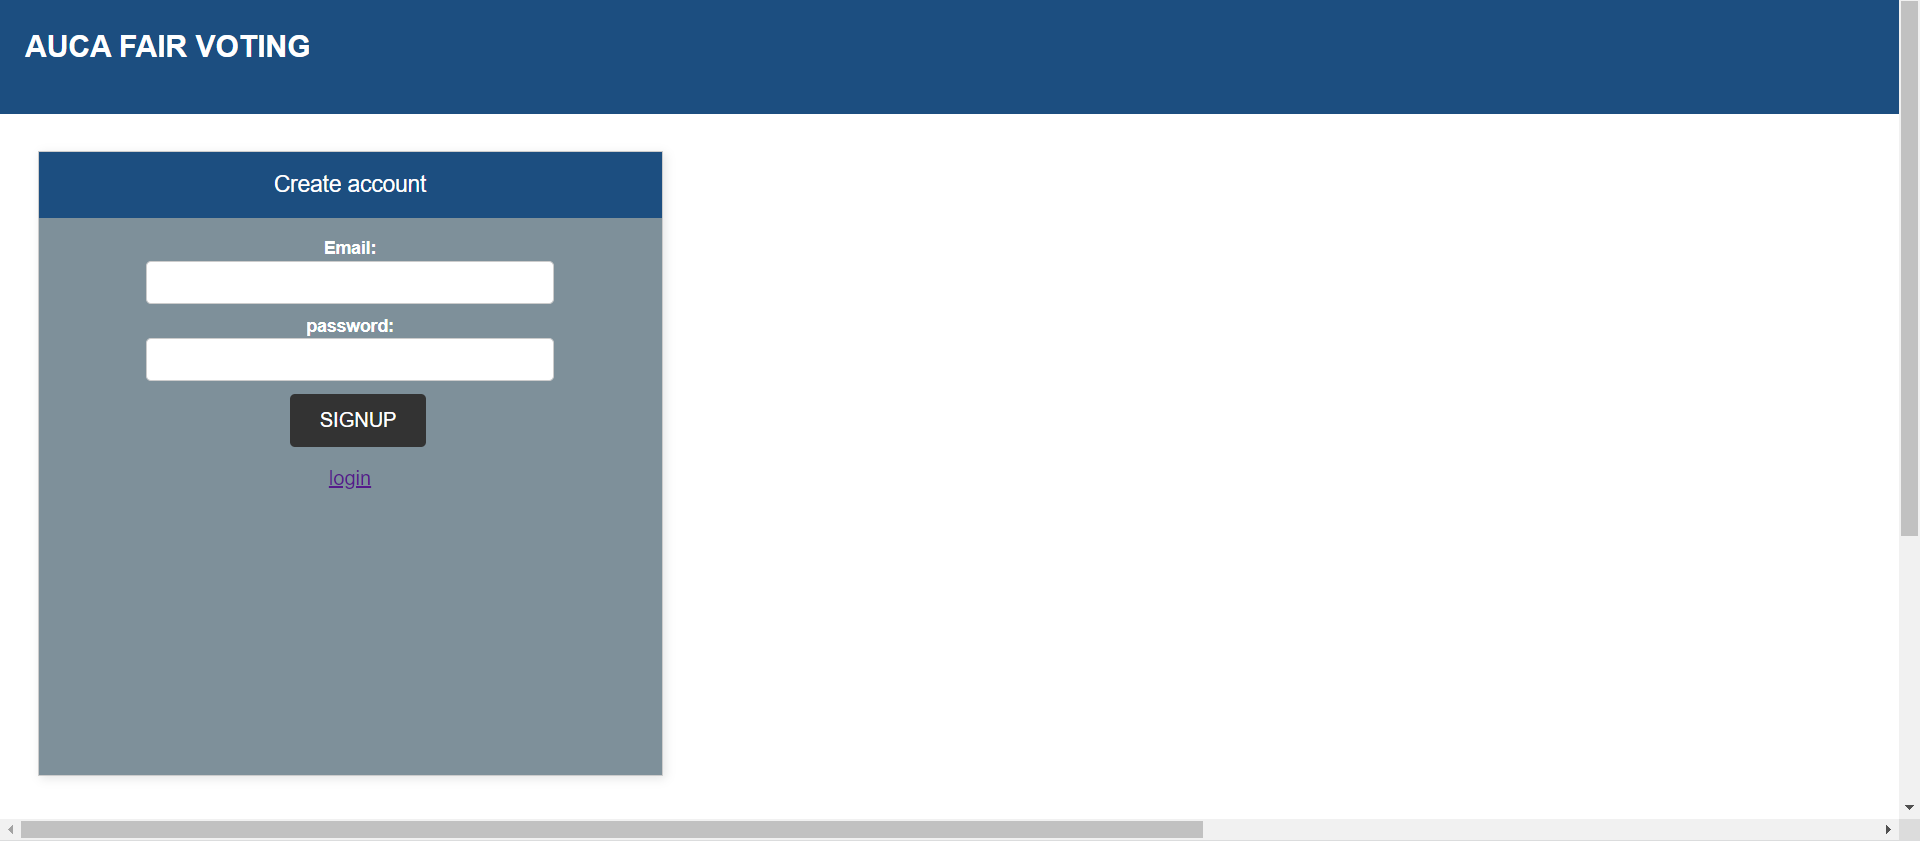 AUCA FAIR VOTING
Create account
Email:
password:
SIGNUP
login